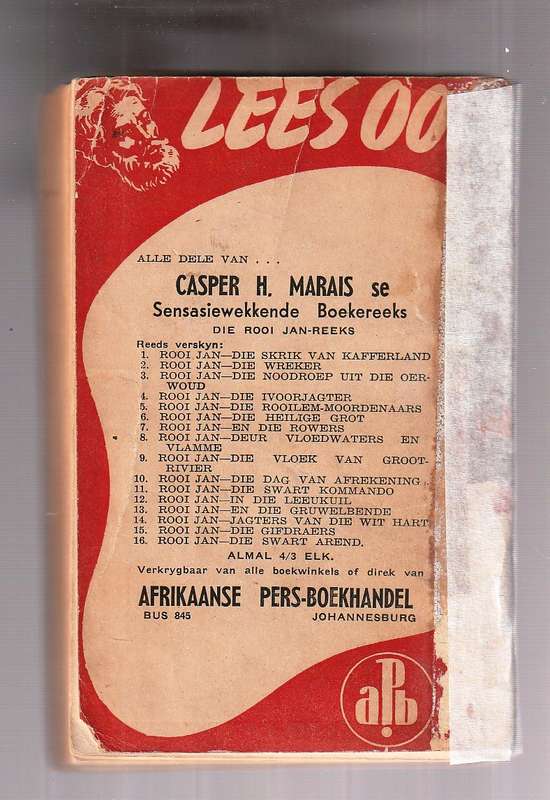 LEES OO
ALLE DELE VAN . . .
CASPER H. MARAIS se
Sensasiewekkende Boekereeks
DIE ROOI JAN-REEKS
Reeds verskyn:
1. ROOI JAN—DIE SKRIK VAN KAFFERLAND
2. ROOI JAN—DIE WREKER
3. ROOI JAN—DIE NOODROEP UIT DIE OER-
WOUD
4. ROOI JAN—DIE IVOORJAGTER
5. ROOI JAN—DIE ROOILEM-MOORDENAARS
6. ROOI JAN—DIE HEILIGE GROT
7. ROOI JAN—EN DIE ROWERS
8. ROOI JAN—DEUR VLOEDWATERS EN
VLAMME
9. ROOI JAN—DIE VLOEK VAN GROOT-
RIVIER
10. ROOI JAN—DIE DAG VAN AFREKENING.
11. ROOI JAN—DIE SWART KOMMANDO
12. ROOI JAN—IN DIE LEEUKUIL
13. ROOI JAN—EN DIE GRUWELBENDE
14. ROOI JAN—JAGTERS VAN DIE WIT HART
15. ROOI JAN—DIE GIFDRAERS
16. ROOI JAN—DIE SWART AREND.
ALMAL 4/3 ELK.
Verkrygbaar van alle boekwinkels of direk van
AFRIKAANSE PERS-BOEKHANDEL
BUS 845 JOHANNESBURG
aPb